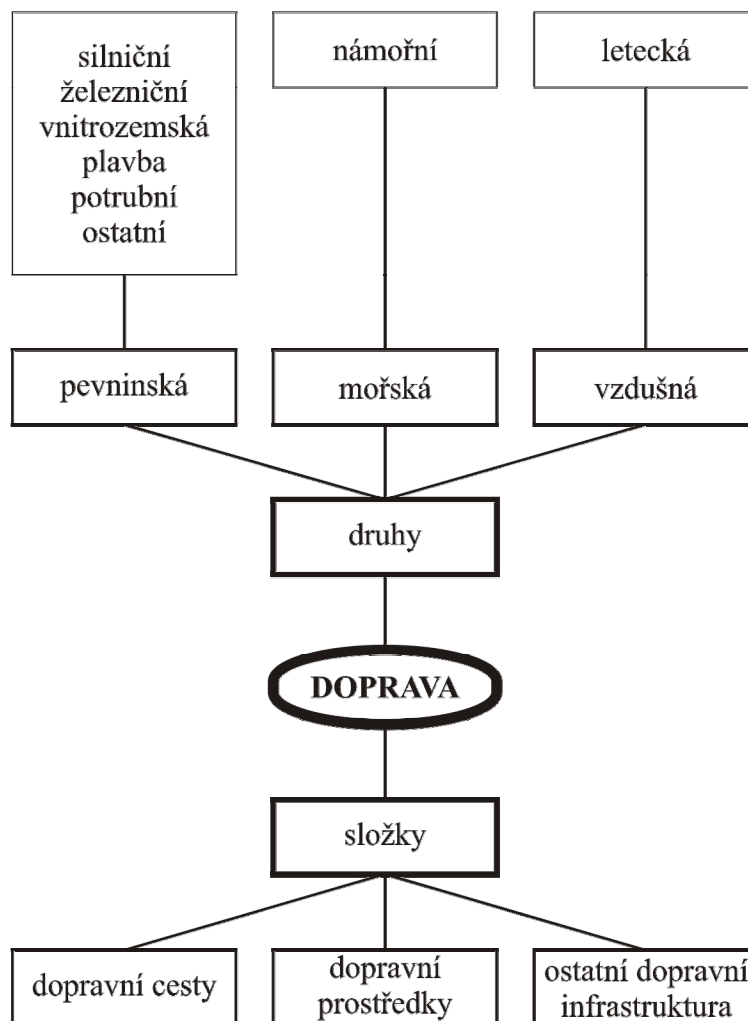 silniční
železniční
vnitrozemská
plavba
potrubní
ostatní
námořní
letecká
pevninská
mořská
vzdušná
druhy
DOPRAVA
složky
dopravní cesty
dopravní
prostředky
ostatní dopravní
infrastruktura